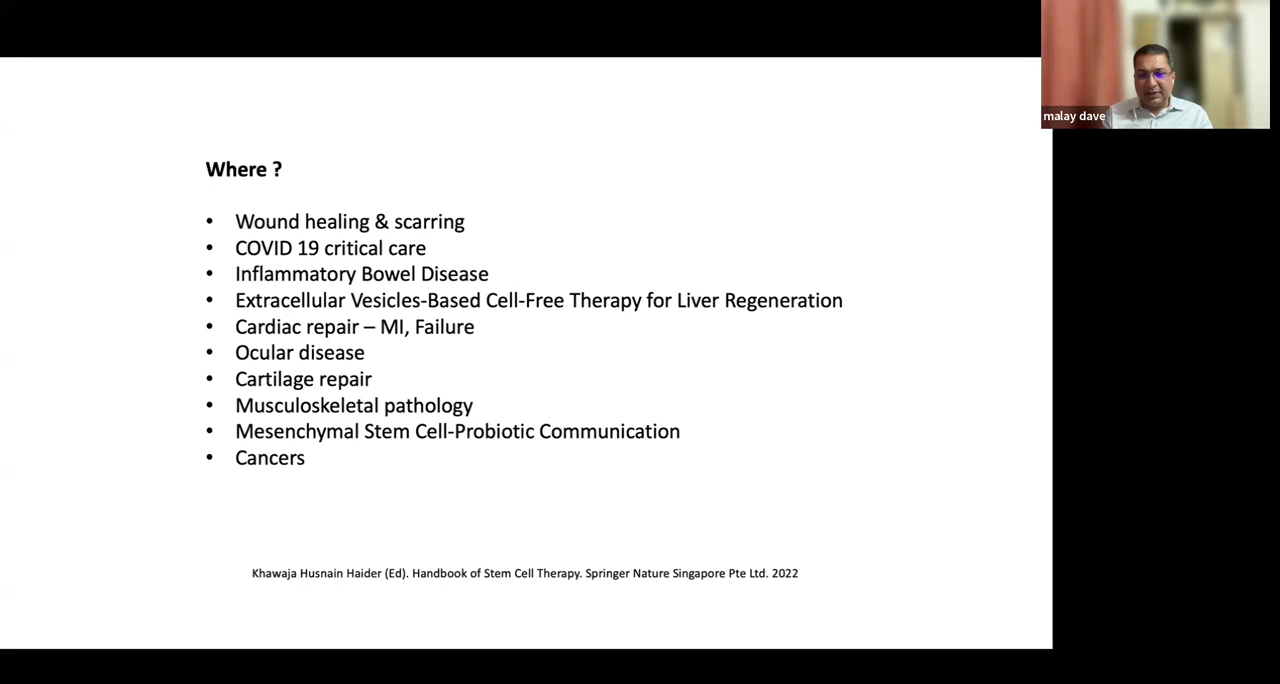 malay dave
Where ?
• Wound healing & scarring
• COVID 19 critical care
• Inflammatory Bowel Disease
• Extracellular Vesicles-Based Cell-Free Therapy for Liver Regeneration
• Cardiac repair – MI, Failure
• Ocular disease
• Cartilage repair
• Musculoskeletal pathology
• Mesenchymal Stem Cell-Probiotic Communication
• Cancers
Khawaja Husnain Haider (Ed). Handbook of Stem Cell Therapy. Springer Nature Singapore Pte Ltd. 2022